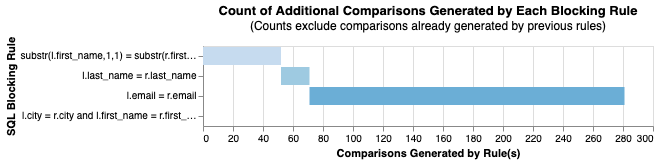 Count of Additional Comparisons Generated by Each Blocking Rule
(Counts exclude comparisons already generated by previous rules)
SQL Blocking Rule
substr(l.first_name,1,1) = substr(r.first…
l.last_name = r.last_name
l.email = r.email
l.city = r.city and l.first_name = r.first_…
0 20 40 60 80 100 120 140 160 180 200 220 240 260 280 300
Comparisons Generated by Rule(s)